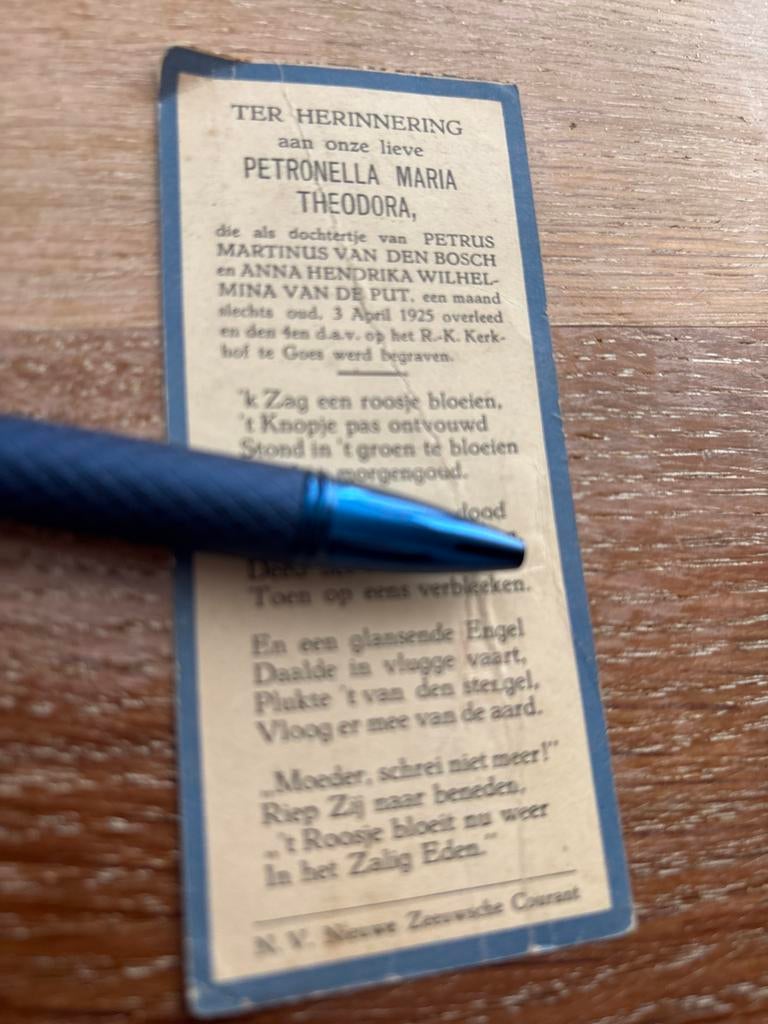 TER HERINNERING
aan onze lieve
PETRONELLA MARIA
THEODORA,
die als dochtertje van PETRUS
MARTINUS VAN DEN BOSCH
en ANNA HENDRIKA WILHEL-
MINA VAN DE PUT, een maand
slechts oud, 3 April 1925 overleed
en den 4en d.a.v. op het R.-K. Kerk-
hof te Goes werd begraven.
'k Zag een roosje bloeien,
't Knopje pas ontvouwd
Stond in 't groen te bloeien
morgengoud.
Toen op eens verbleeken.
En een glansende Engel
Daalde in vlugge vaart,
Plukte 't van den stengel,
Vloog er mee van de aard.
„Moeder, schrei niet meer!"
Riep Zij naar beneden,
„'t Roosje bloeit nu weer
In het Zalig Eden."
N. V. Nieuwe Zeeuwsche Courant